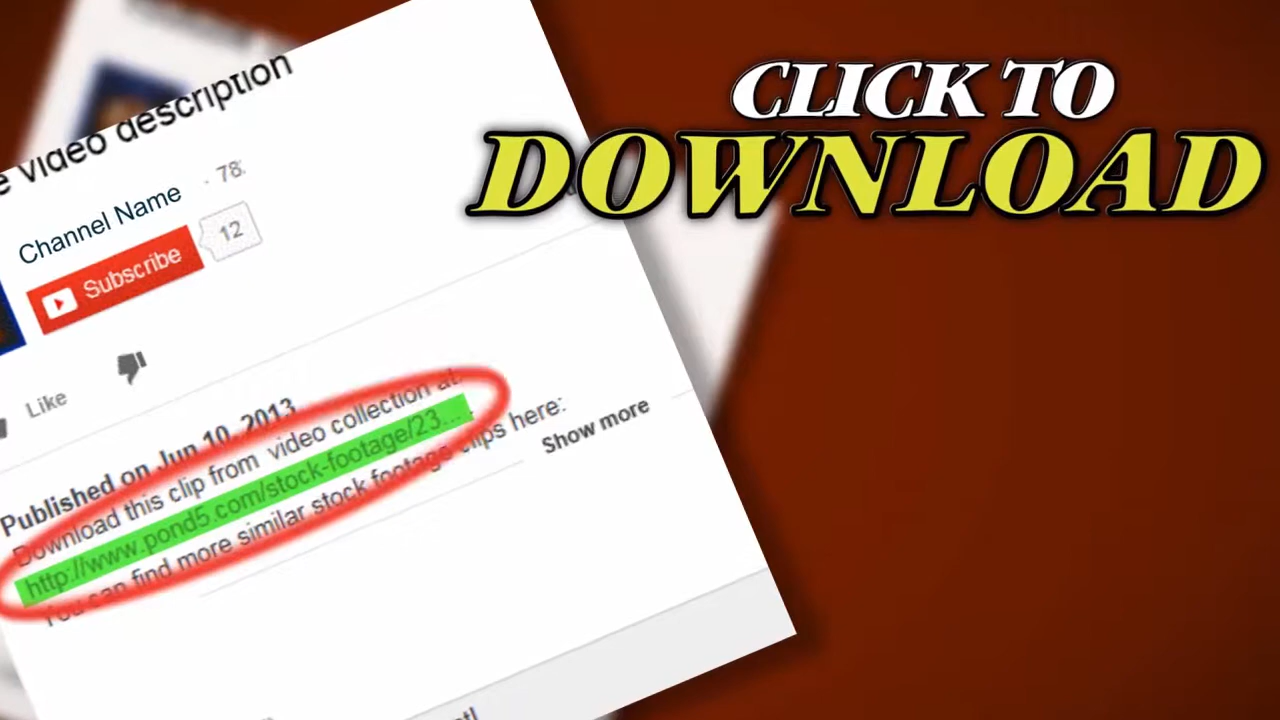 CLICK TO
DOWNLOAD
video description
Channel Name
· 78
Subscribe
12
Like
Published on Jun 10, 2013
Download this clip from video collection at
http://www.pond5.com/stock-footage/23...
You can find more similar stock footage clips here:
Show more